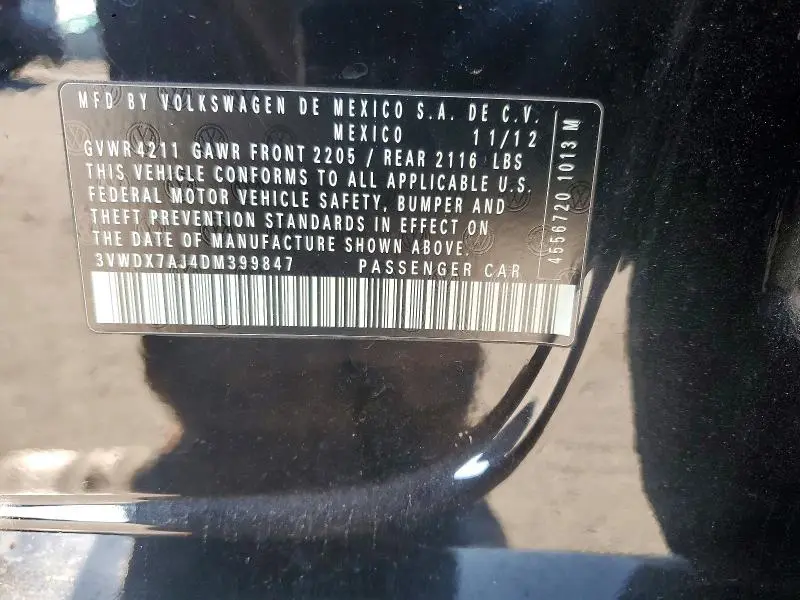 MFD BY VOLKSWAGEN DE MEXICO S.A. DE C.V.
MEXICO 11/12
GVWR 4211 GAWR FRONT 2205 / REAR 2116 LBS
THIS VEHICLE CONFORMS TO ALL APPLICABLE U.S.
FEDERAL MOTOR VEHICLE SAFETY, BUMPER AND
THEFT PREVENTION STANDARDS IN EFFECT ON
THE DATE OF MANUFACTURE SHOWN ABOVE.
3VWDX7AJ4DM399847 PASSENGER CAR
4556720 1013 M